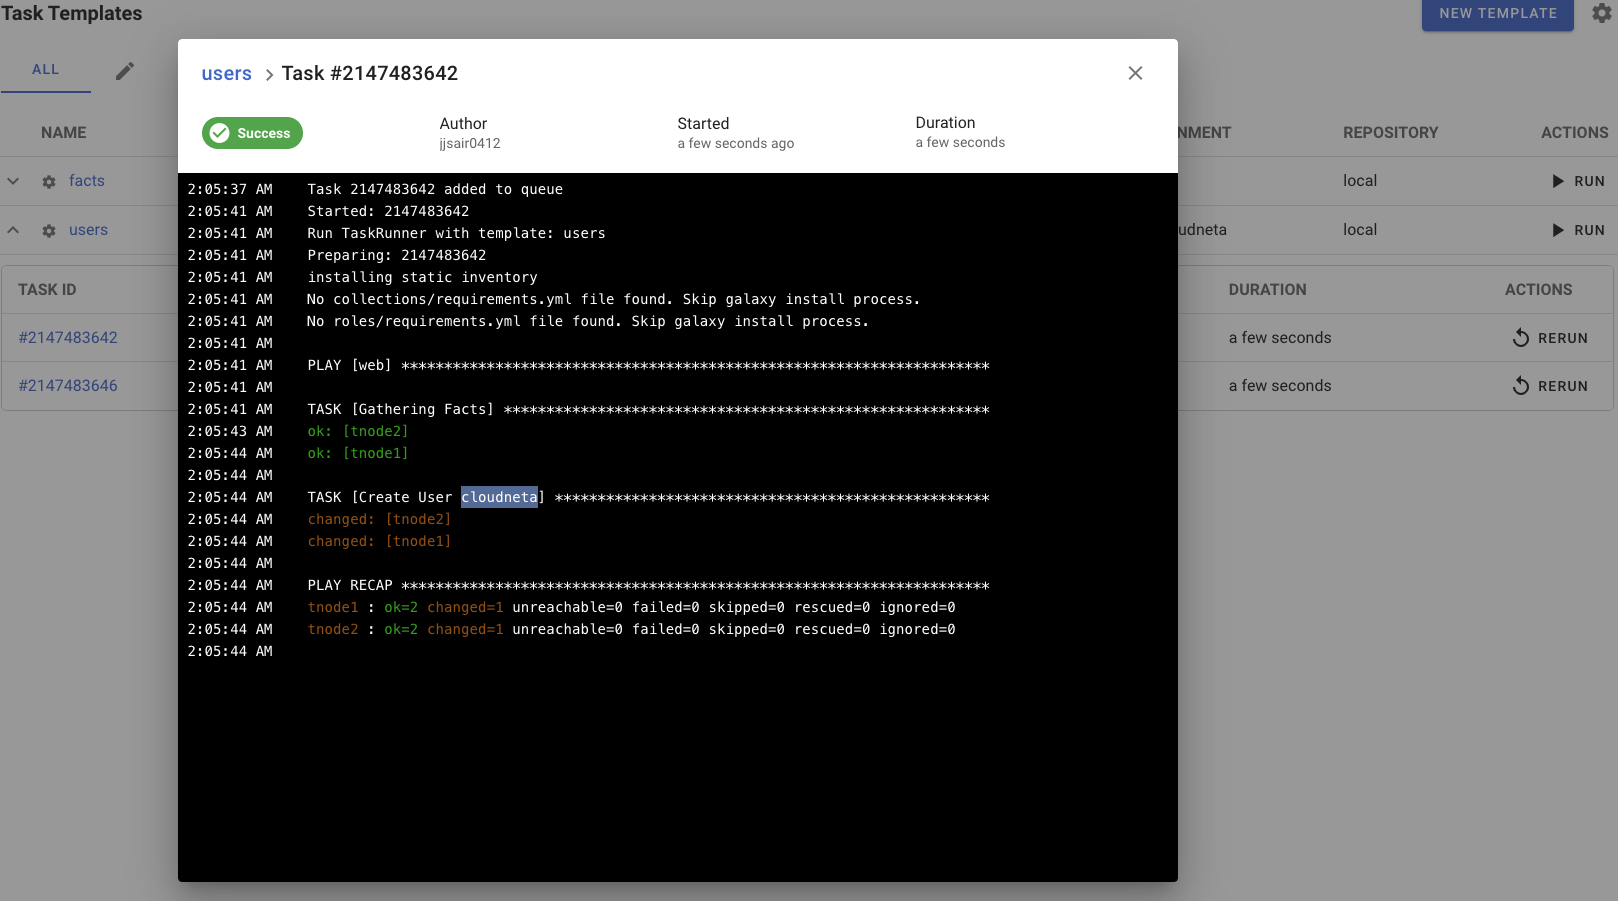 Task Templates
NEW TEMPLATE
ALL
users > Task #2147483642
Success
Author
jjsair0412
Started
a few seconds ago
Duration
a few seconds
NAME
NMENT
REPOSITORY
ACTIONS
facts
local
RUN
users
udneta
local
RUN
TASK ID
DURATION
ACTIONS
#2147483642
a few seconds
RERUN
#2147483646
a few seconds
RERUN
2:05:37 AM Task 2147483642 added to queue
2:05:41 AM Started: 2147483642
2:05:41 AM Run TaskRunner with template: users
2:05:41 AM Preparing: 2147483642
2:05:41 AM installing static inventory
2:05:41 AM No collections/requirements.yml file found. Skip galaxy install process.
2:05:41 AM No roles/requirements.yml file found. Skip galaxy install process.
2:05:41 AM
2:05:41 AM PLAY [web] *********************************************************************
2:05:41 AM
2:05:41 AM TASK [Gathering Facts] *********************************************************
2:05:43 AM ok: [tnode2]
2:05:44 AM ok: [tnode1]
2:05:44 AM
2:05:44 AM TASK [Create User cloudneta] ***************************************************
2:05:44 AM changed: [tnode2]
2:05:44 AM changed: [tnode1]
2:05:44 AM
2:05:44 AM PLAY RECAP *********************************************************************
2:05:44 AM tnode1 : ok=2 changed=1 unreachable=0 failed=0 skipped=0 rescued=0 ignored=0
2:05:44 AM tnode2 : ok=2 changed=1 unreachable=0 failed=0 skipped=0 rescued=0 ignored=0
2:05:44 AM